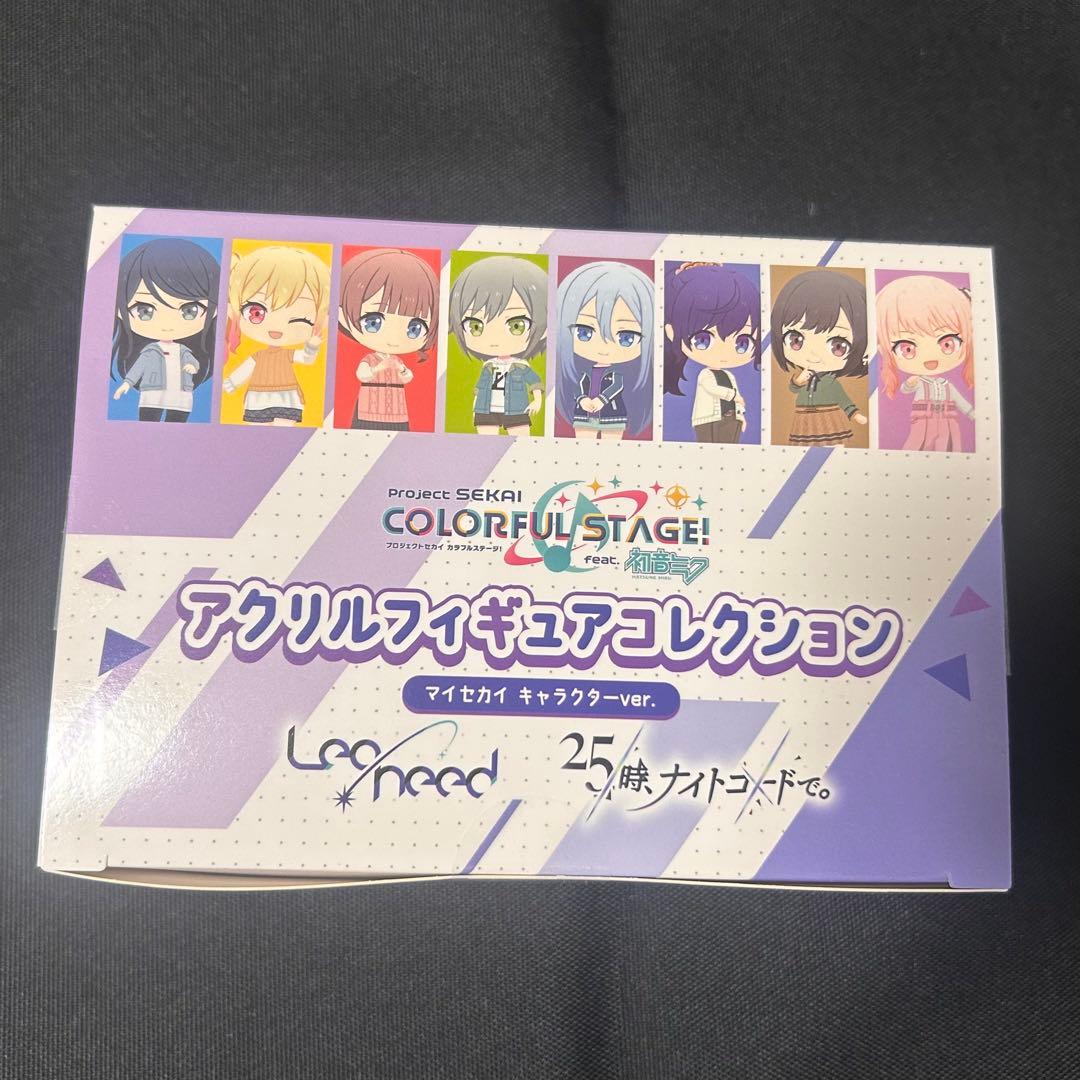 Project SEKAI
COLORFUL STAGE!
プロジェクトセカイ カラフルステージ!
feat. 初音ミク
HATSUNE MIKU
アクリルフィギュアコレクション
マイセカイ キャラクターver.
Leo/need
25時、ナイトコードで。